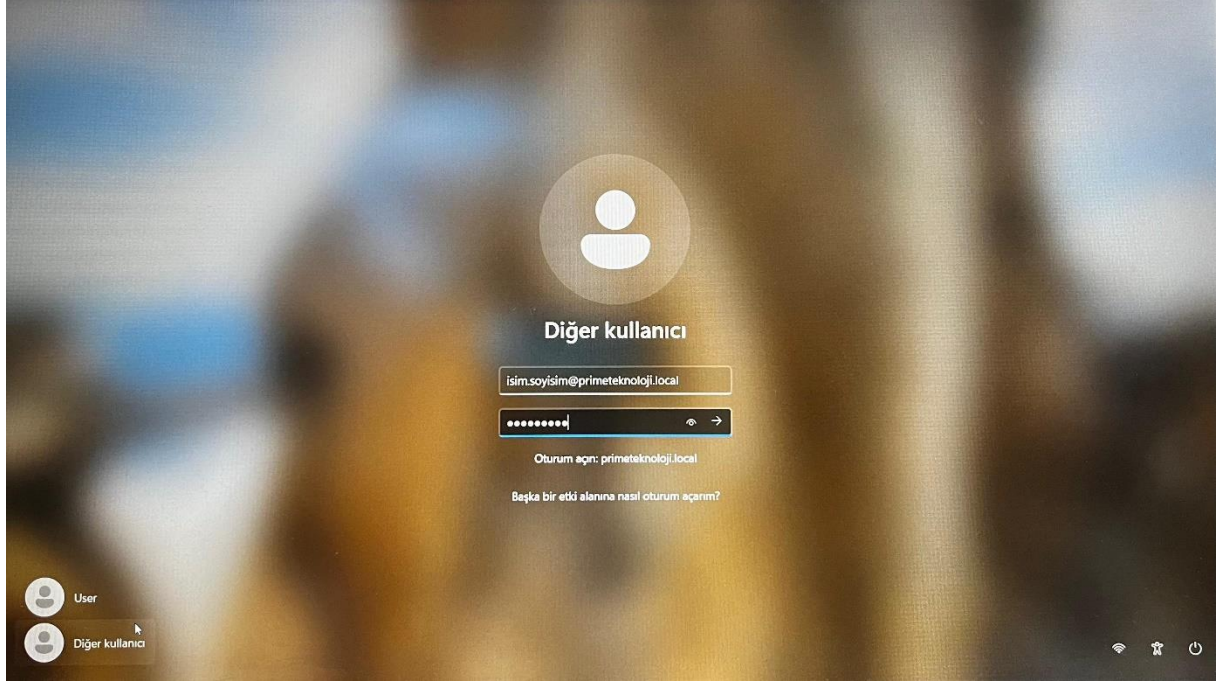 Diğer kullanıcı
isim.soyisim@primeteknoloji.local
Oturum açın: primeteknoloji.local
Başka bir etki alanına nasıl oturum açarım?
User
Diğer kullanıcı